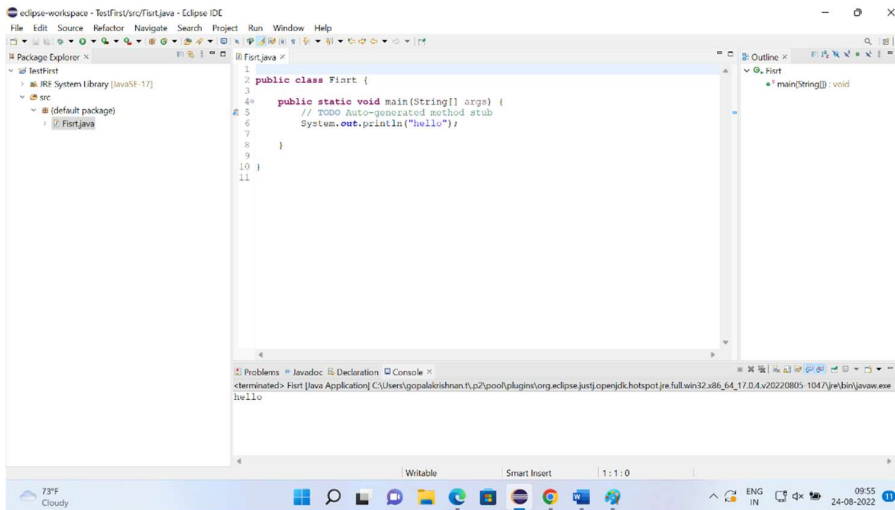 eclipse-workspace - TestFirst/src/Fisrt.java - Eclipse IDE
File Edit Source Refactor Navigate Search Project Run Window Help
Package Explorer
TestFirst
JRE System Library [JavaSE-17]
src
(default package)
Fisrt.java
Fisrt.java
1
2 public class Fisrt {
3
4 public static void main(String[] args) {
5 // TODO Auto-generated method stub
6 System.out.println("hello");
7
8 }
9
10 }
11
Outline
Fisrt
main(String[]) : void
Problems Javadoc Declaration Console
<terminated> Fisrt [Java Application] C:\Users\gopalakrishnan.t\.p2\pool\plugins\org.eclipse.justj.openjdk.hotspot.jre.full.win32.x86_64_17.0.4.v20220805-1047\jre\bin\javaw.exe
hello
Writable Smart Insert 1 : 1 : 0
73°F
Cloudy
ENG
IN
09:55
24-08-2022
11